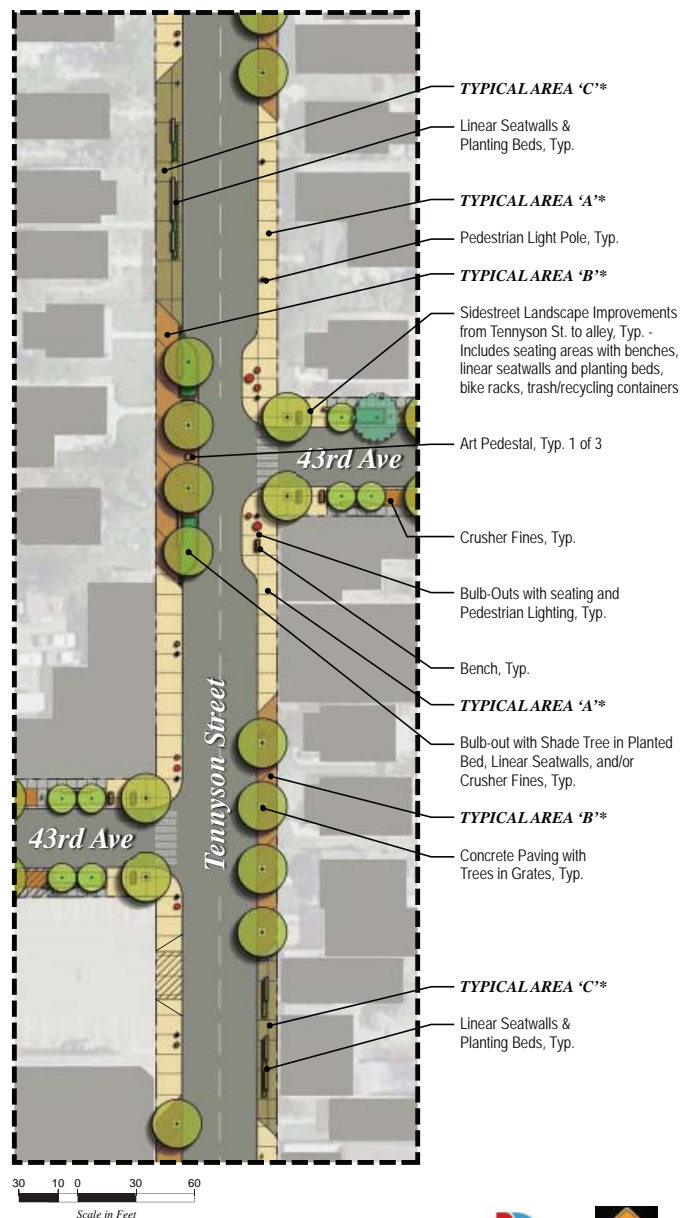 TYPICAL AREA ‘C’*
Linear Seatwalls &
Planting Beds, Typ.
TYPICAL AREA ‘A’*
Pedestrian Light Pole, Typ.
TYPICAL AREA ‘B’*
Sidestreet Landscape Improvements
from Tennyson St. to alley, Typ. -
Includes seating areas with benches,
linear seatwalls and planting beds,
bike racks, trash/recycling containers
Art Pedestal, Typ. 1 of 3
43rd Ave
Crusher Fines, Typ.
Bulb-Outs with seating and
Pedestrian Lighting, Typ.
Bench, Typ.
TYPICAL AREA ‘A’*
Bulb-out with Shade Tree in Planted
Bed, Linear Seatwalls, and/or
Crusher Fines, Typ.
Tennyson Street
TYPICAL AREA ‘B’*
43rd Ave
Concrete Paving with
Trees in Grates, Typ.
TYPICAL AREA ‘C’*
Linear Seatwalls &
Planting Beds, Typ.
30 10 0 30 60
Scale in Feet